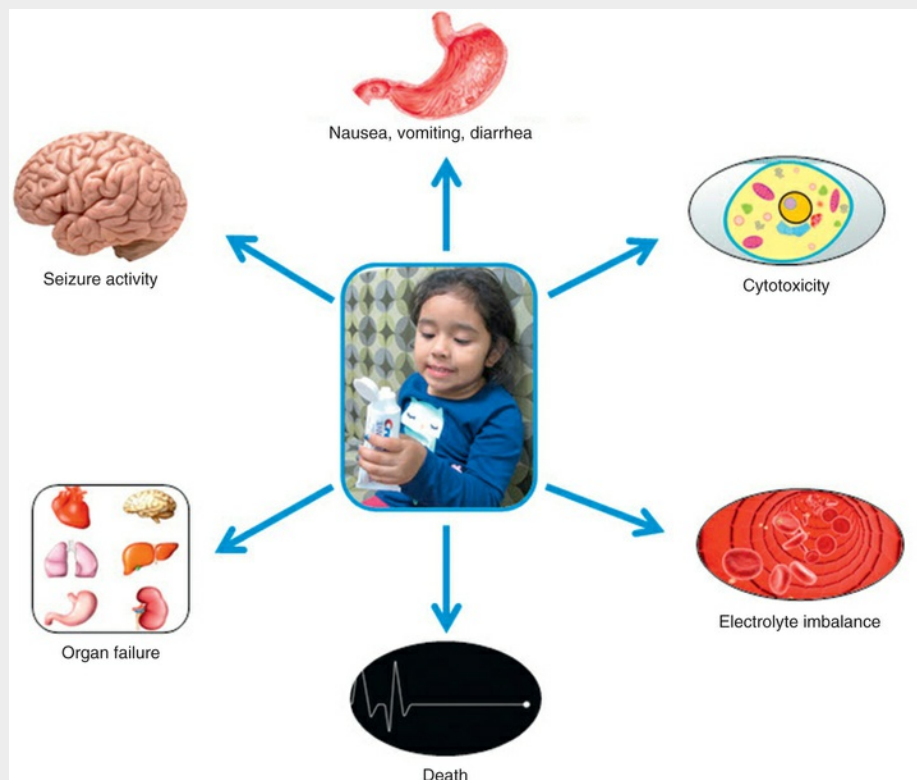 Nausea, vomiting, diarrhea
Seizure activity
Cytotoxicity
Organ failure
Electrolyte imbalance
Death